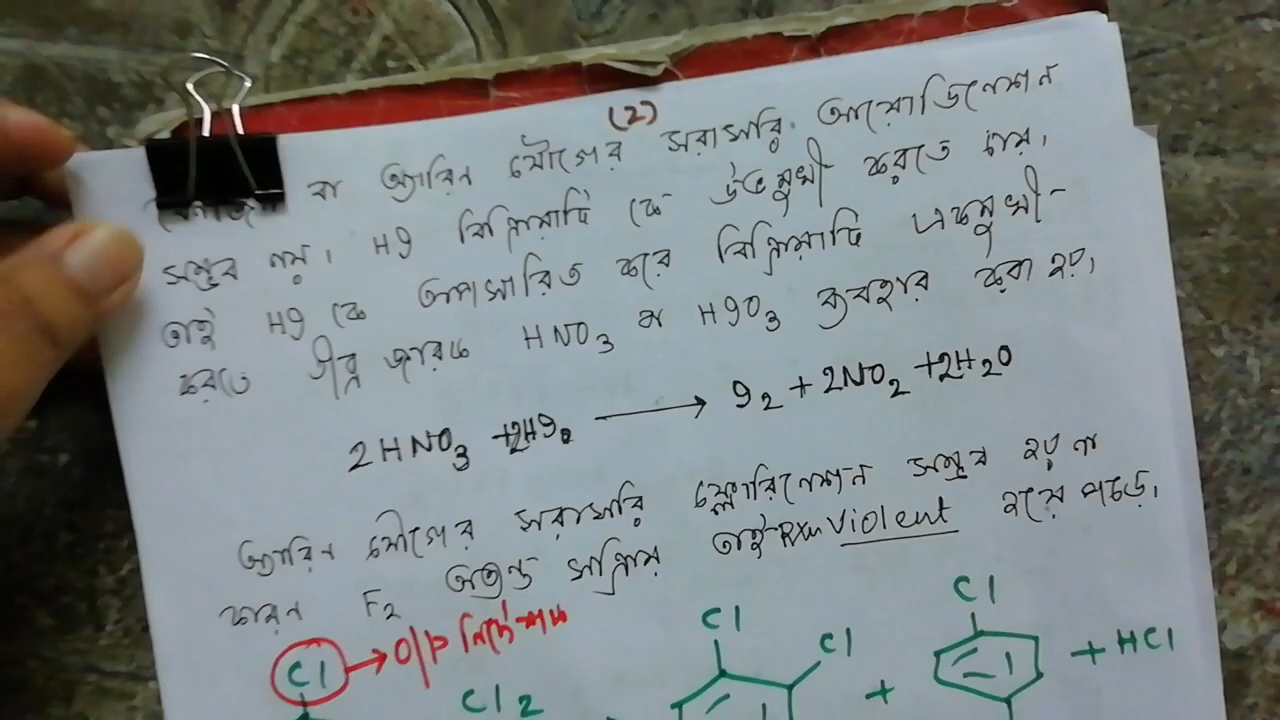 (2)
বা অ্যারিন যৌগের সরাসরি আয়োডিনেশন
সম্ভব নয়। HI বিক্রিয়াটি কে উভমুখী করতে চায়।
তাই HI কে অপসারিত করে বিক্রিয়াটি একমুখী
করতে তীব্র জারক HNO3 বা HIO3 ব্যবহার করা হয়।
2HNO3 +2HI → I2 + 2NO2 +2H2O
অ্যারিন যৌগের সরাসরি ফ্লোরিনেশন সম্ভব হয় না
কারন F2 অত্যন্ত সক্রিয় তাই Rxn Violent হয়ে পড়ে।
Cl → O/P নির্দেশক
Cl2
Cl Cl + Cl + HCl